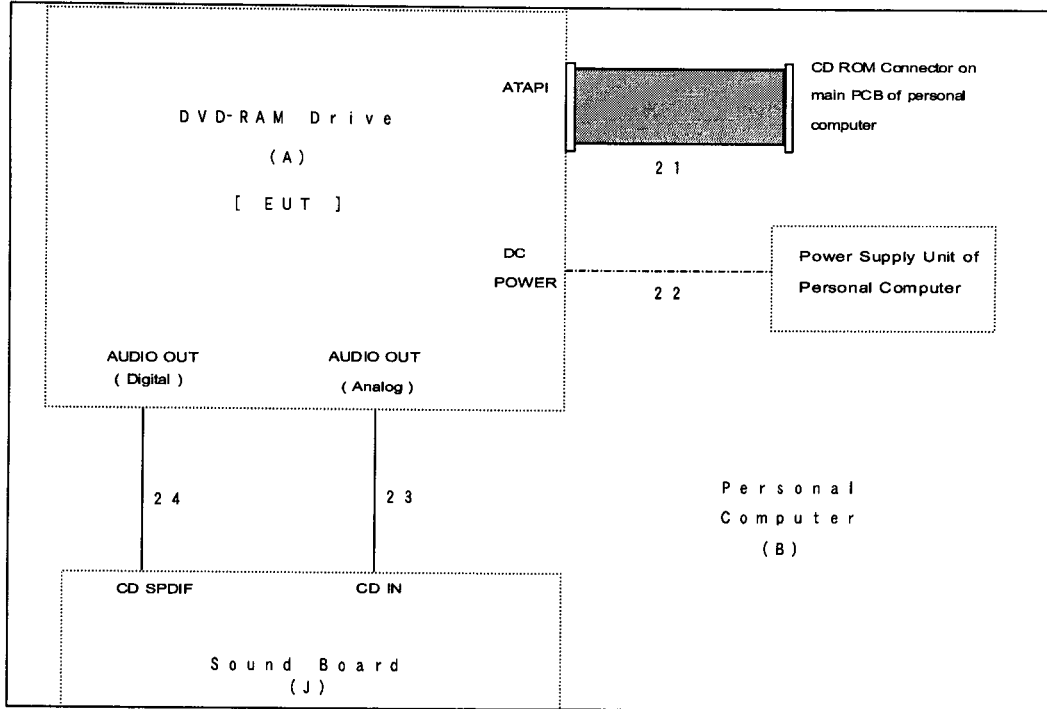 ATAPI
CD ROM Connector on
main PCB of personal
computer
DVD-RAM Drive
(A)
[ EUT ]
21
DC
POWER
22
Power Supply Unit of
Personal Computer
AUDIO OUT
( Digital )
AUDIO OUT
( Analog )
24
23
Personal
Computer
(B)
CD SPDIF
CD IN
Sound Board
(J)